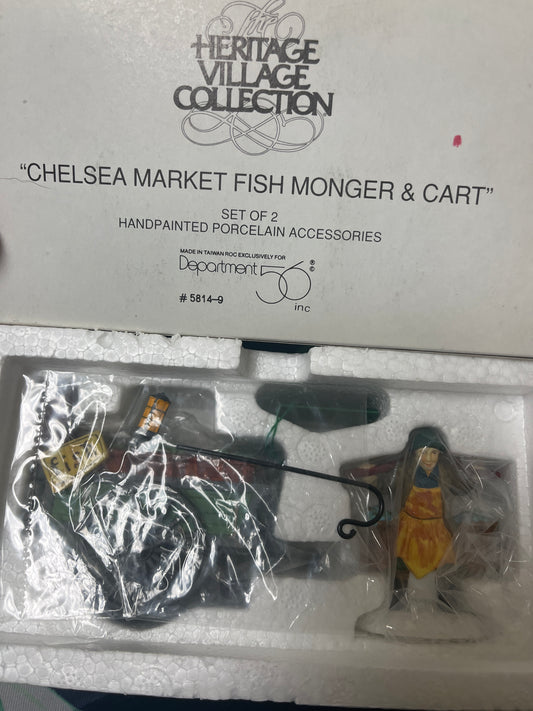 The
HERITAGE
VILLAGE
COLLECTION
"CHELSEA MARKET FISH MONGER & CART"
SET OF 2
HANDPAINTED PORCELAIN ACCESSORIES
MADE IN TAIWAN ROC EXCLUSIVELY FOR
Department 56 ® ©
inc
# 5814-9